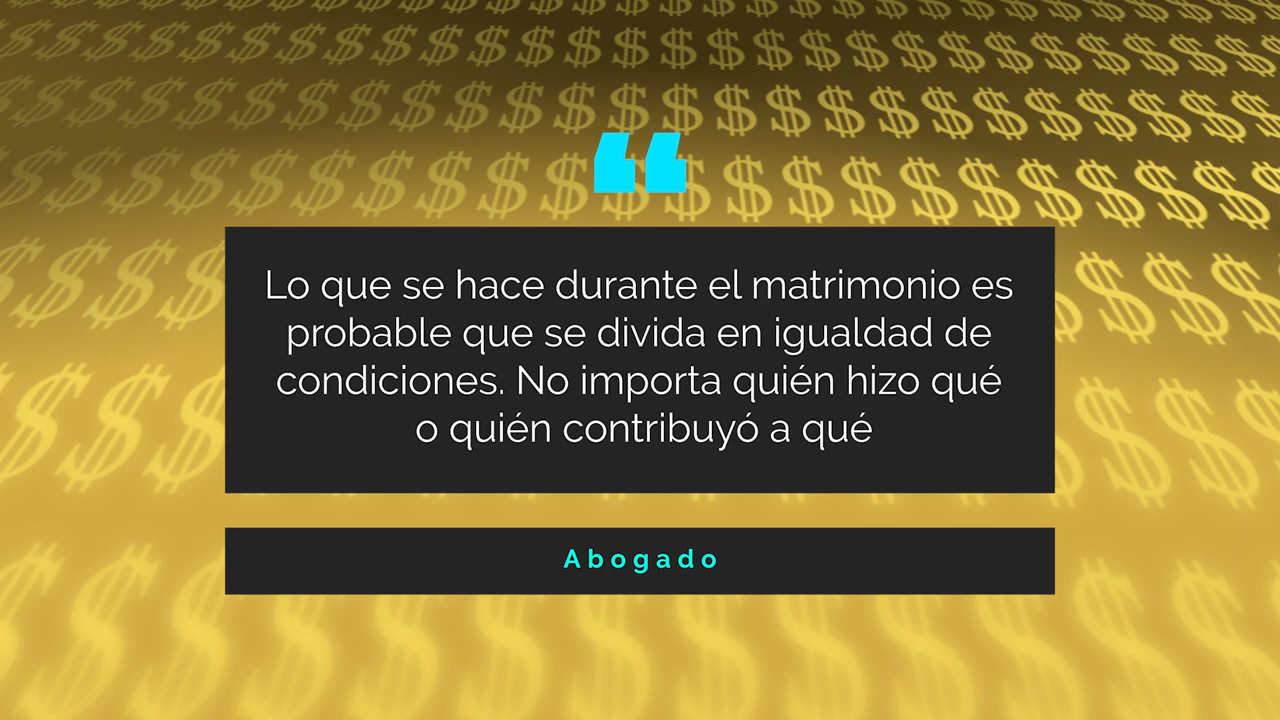 “
Lo que se hace durante el matrimonio es
probable que se divida en igualdad de
condiciones. No importa quién hizo qué
o quién contribuyó a qué
Abogado